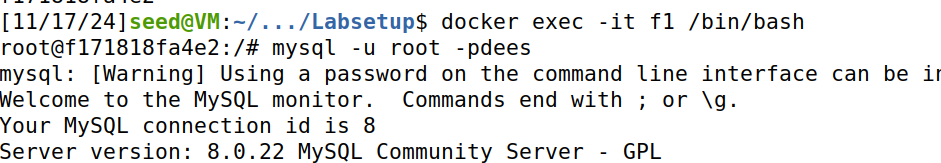 [11/17/24]seed@VM:~/.../Labsetup$ docker exec -it f1 /bin/bash
root@f171818fa4e2:/# mysql -u root -pdees
mysql: [Warning] Using a password on the command line interface can be
Welcome to the MySQL monitor.  Commands end with ; or \g.
Your MySQL connection id is 8
Server version: 8.0.22 MySQL Community Server - GPL